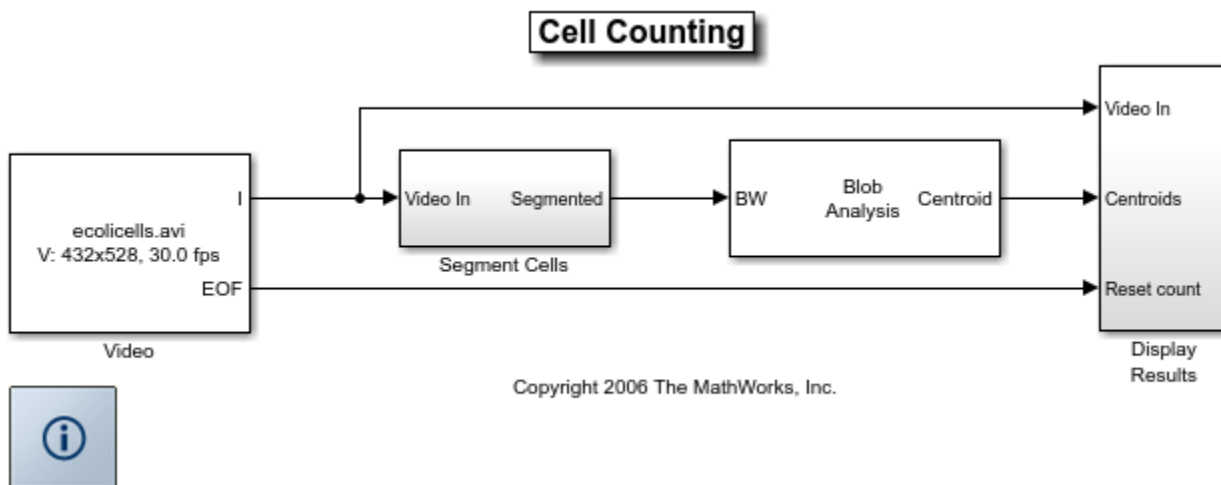 Cell Counting
Video In
I
Video In
Segmented
BW
Blob
Analysis
Centroid
Centroids
ecolicells.avi
V: 432x528, 30.0 fps
Segment Cells
EOF
Reset count
Video
Display
Results
Copyright 2006 The MathWorks, Inc.
i